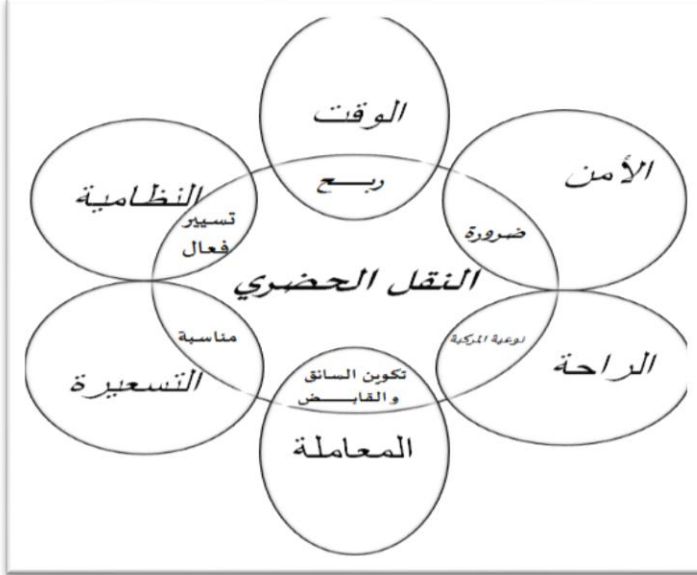 الوقت
ربح
الأمن
ضرورة
النظامية
تسيير
فعال
النقل الحضري
مناسبة
التسعيرة
نوعية المركبة
الراحة
تكوين السائق
والقابض
المعاملة